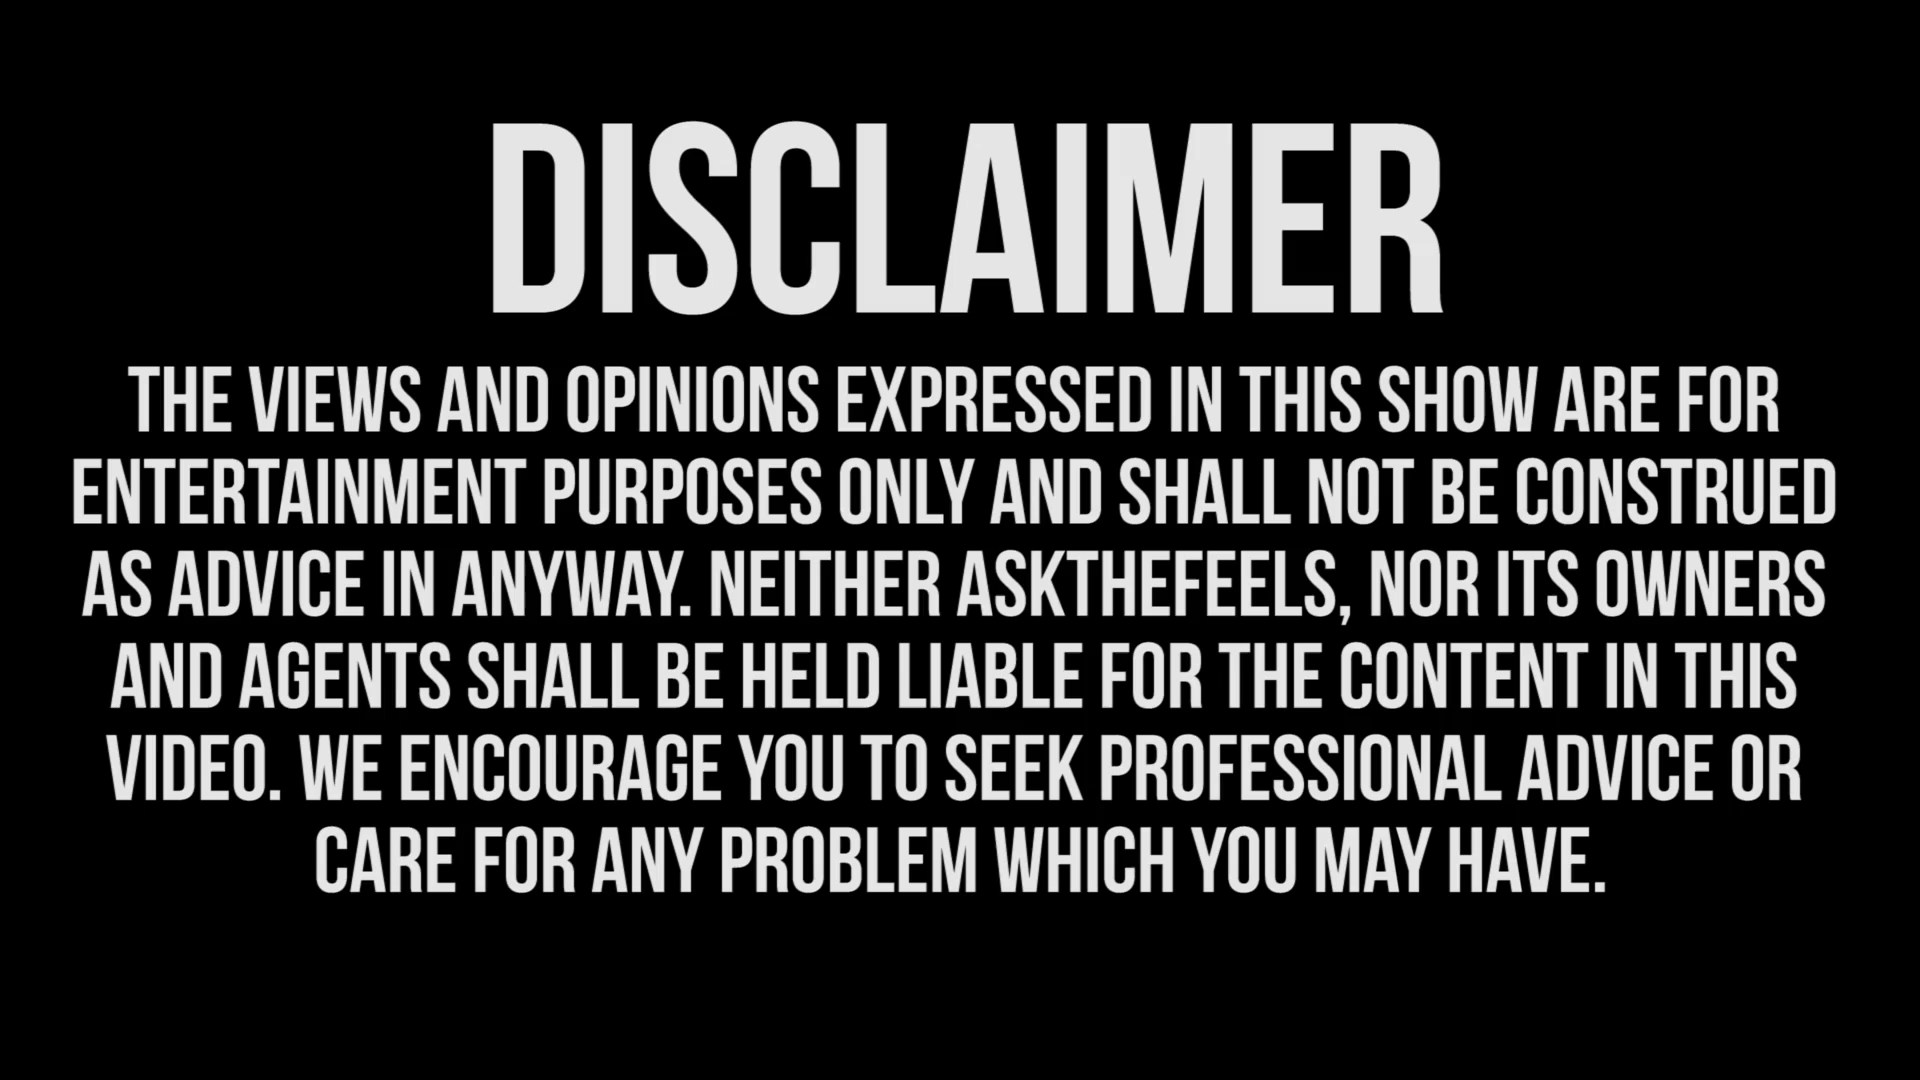 DISCLAIMER
THE VIEWS AND OPINIONS EXPRESSED IN THIS SHOW ARE FOR
ENTERTAINMENT PURPOSES ONLY AND SHALL NOT BE CONSTRUED
AS ADVICE IN ANYWAY. NEITHER ASKTHEFEELS, NOR ITS OWNERS
AND AGENTS SHALL BE HELD LIABLE FOR THE CONTENT IN THIS
VIDEO. WE ENCOURAGE YOU TO SEEK PROFESSIONAL ADVICE OR
CARE FOR ANY PROBLEM WHICH YOU MAY HAVE.